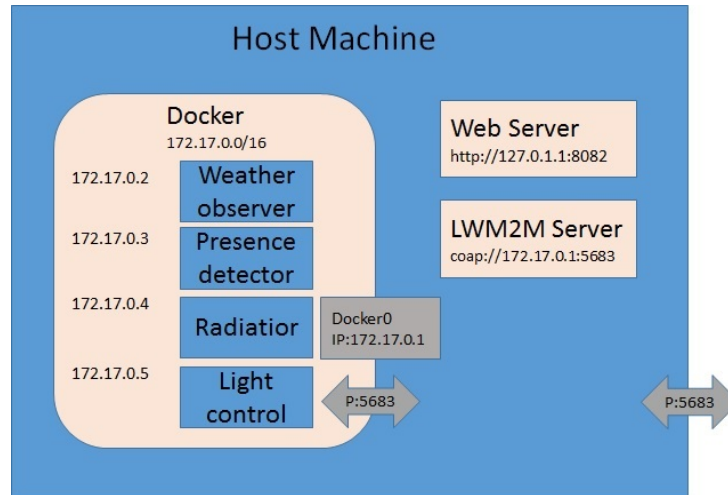 Host Machine
Docker
172.17.0.0/16
172.17.0.2
Weather
observer
172.17.0.3
Presence
detector
172.17.0.4
Radiatior
172.17.0.5
Light
control
Docker0
IP:172.17.0.1
P:5683
Web Server
http://127.0.1.1:8082
LWM2M Server
coap://172.17.0.1:5683
P:5683